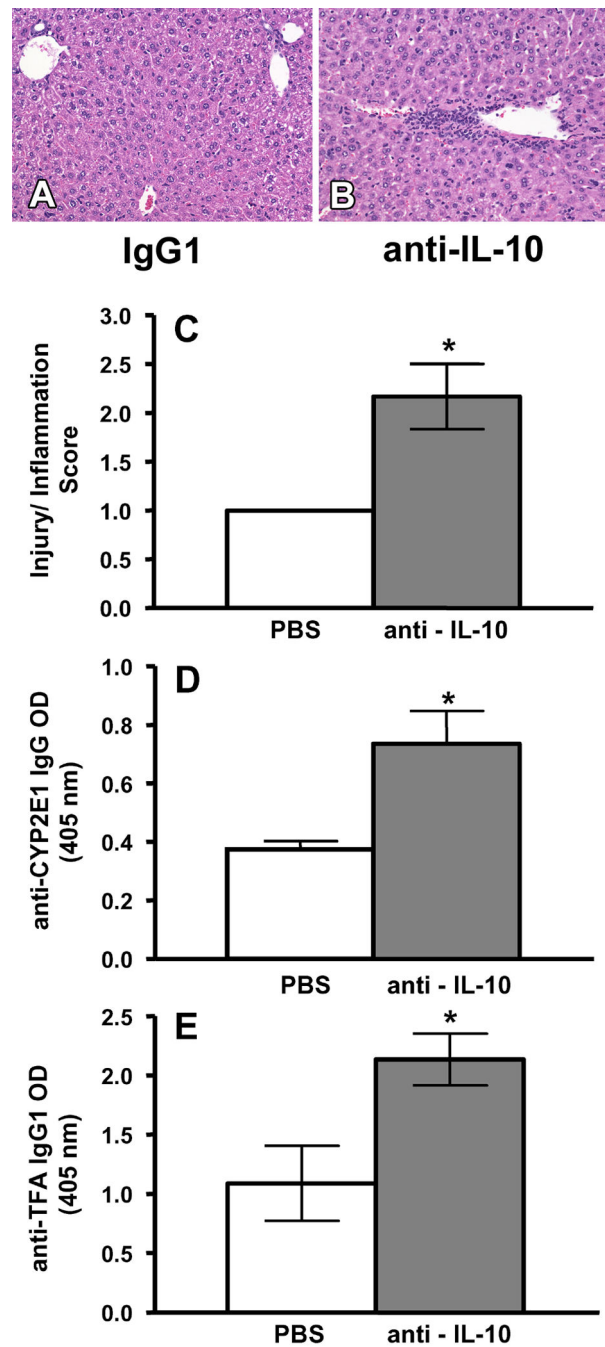 A
B
IgG1
anti-IL-10
C
Injury/ Inflammation
Score
3.0
2.5
2.0
1.5
1.0
0.5
0.0
*
PBS
anti - IL-10
D
anti-CYP2E1 IgG OD
(405 nm)
1.0
0.8
0.6
0.4
0.2
0.0
*
PBS
anti - IL-10
E
anti-TFA IgG1 OD
(405 nm)
2.5
2.0
1.5
1.0
0.5
0.0
*
PBS
anti - IL-10